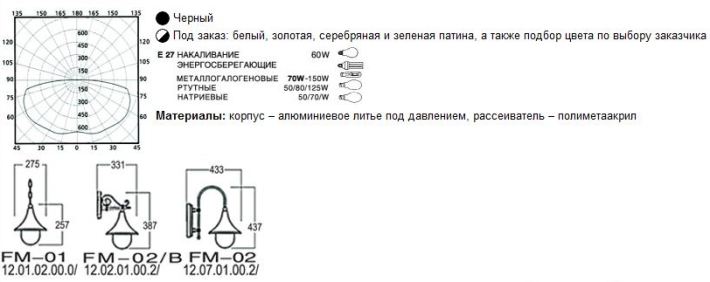 135 150 165 180 165 150 135
120 600 120
450
105 300 105
150
90 90
150
75 300 75
450
60 600 60
45 30 15 0 15 30 45
Черный
Под заказ: белый, золотая, серебряная и зеленая патина, а также подбор цвета по выбору заказчика
E 27 НАКАЛИВАНИЕ 60W
ЭНЕРГОСБЕРЕГАЮЩИЕ
МЕТАЛЛОГАЛОГЕНОВЫЕ 70W-150W
РТУТНЫЕ 50/80/125W
НАТРИЕВЫЕ 50/70/W
Материалы: корпус – алюминиевое литье под давлением, рассеиватель – полиметаакрил
275 331 433
257 387 437
FM-01 FM-02/B FM-02
12.01.02.00.0/ 12.02.01.00.2/ 12.07.01.00.2/